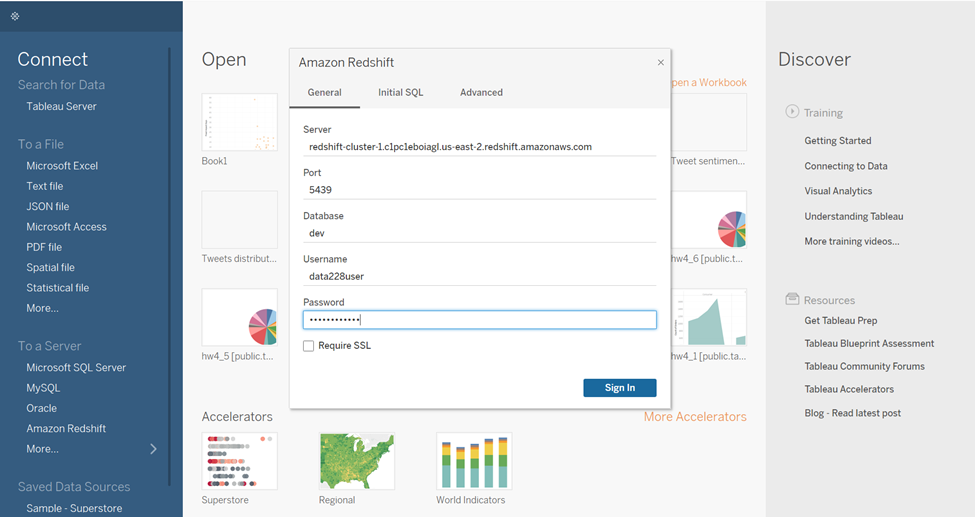 Connect
Search for Data
Tableau Server
To a File
Microsoft Excel
Text file
JSON file
Microsoft Access
PDF file
Spatial file
Statistical file
More...
To a Server
Microsoft SQL Server
MySQL
Oracle
Amazon Redshift
More...
Saved Data Sources
Sample - Superstore
Open
pen a Workbook
Book1
Tweet sentimen...
Tweets distribut...
hw4_6 [public.t...
hw4_5 [public.t...
hw4_1 [public.ta...
Amazon Redshift
General Initial SQL Advanced
Server
redshift-cluster-1.c1pc1eboiagl.us-east-2.redshift.amazonaws.com
Port
5439
Database
dev
Username
data228user
Password
••••••••••••
Require SSL
Sign In
Accelerators
More Accelerators
Superstore
Regional
World Indicators
Discover
Training
Getting Started
Connecting to Data
Visual Analytics
Understanding Tableau
More training videos...
Resources
Get Tableau Prep
Tableau Blueprint Assessment
Tableau Community Forums
Tableau Accelerators
Blog - Read latest post